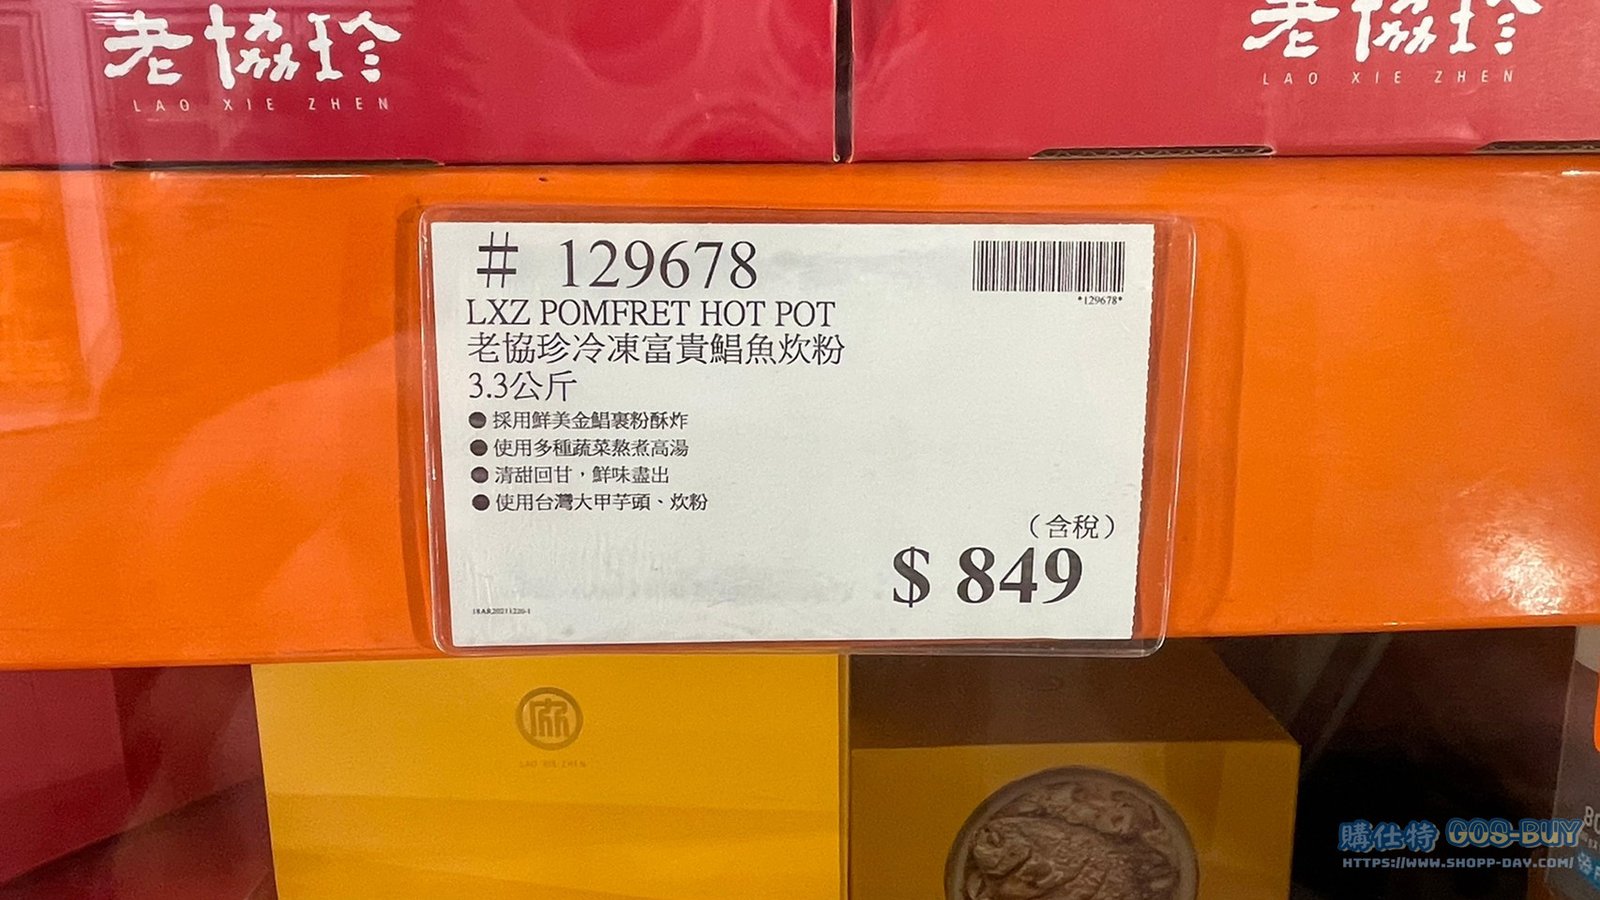 老協珍
LAO XIE ZHEN
老協珍
LAO XIE ZHEN
# 129678
*129678*
LXZ POMFRET HOT POT
老協珍冷凍富貴鯧魚炊粉
3.3公斤
● 採用鮮美金鯧裹粉酥炸
● 使用多種蔬菜熬煮高湯
● 清甜回甘，鮮味盡出
● 使用台灣大甲芋頭、炊粉
（含稅）
$ 849
LAO XIE ZHEN
購仕特 GOS-BUY
HTTPS://WWW.SHOPP-DAY.COM/